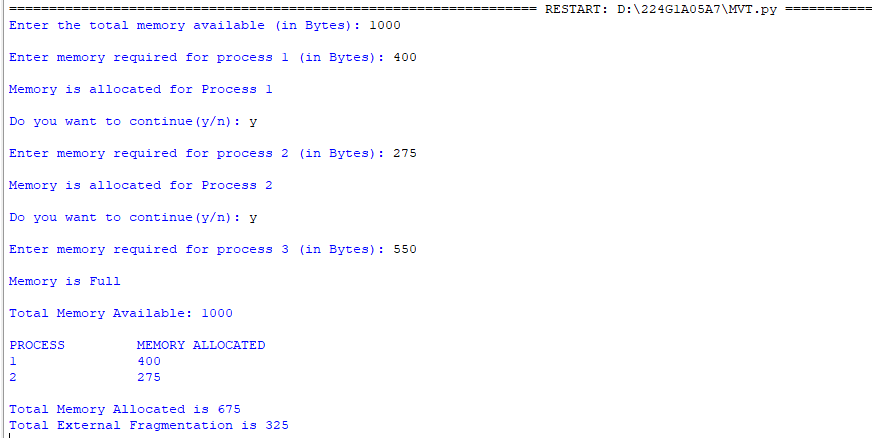 ================================================================== RESTART: D:\224G1A05A7\MVT.py ===========
Enter the total memory available (in Bytes): 1000
Enter memory required for process 1 (in Bytes): 400
Memory is allocated for Process 1
Do you want to continue(y/n): y
Enter memory required for process 2 (in Bytes): 275
Memory is allocated for Process 2
Do you want to continue(y/n): y
Enter memory required for process 3 (in Bytes): 550
Memory is Full
Total Memory Available: 1000
PROCESS         MEMORY ALLOCATED
1               400
2               275
Total Memory Allocated is 675
Total External Fragmentation is 325